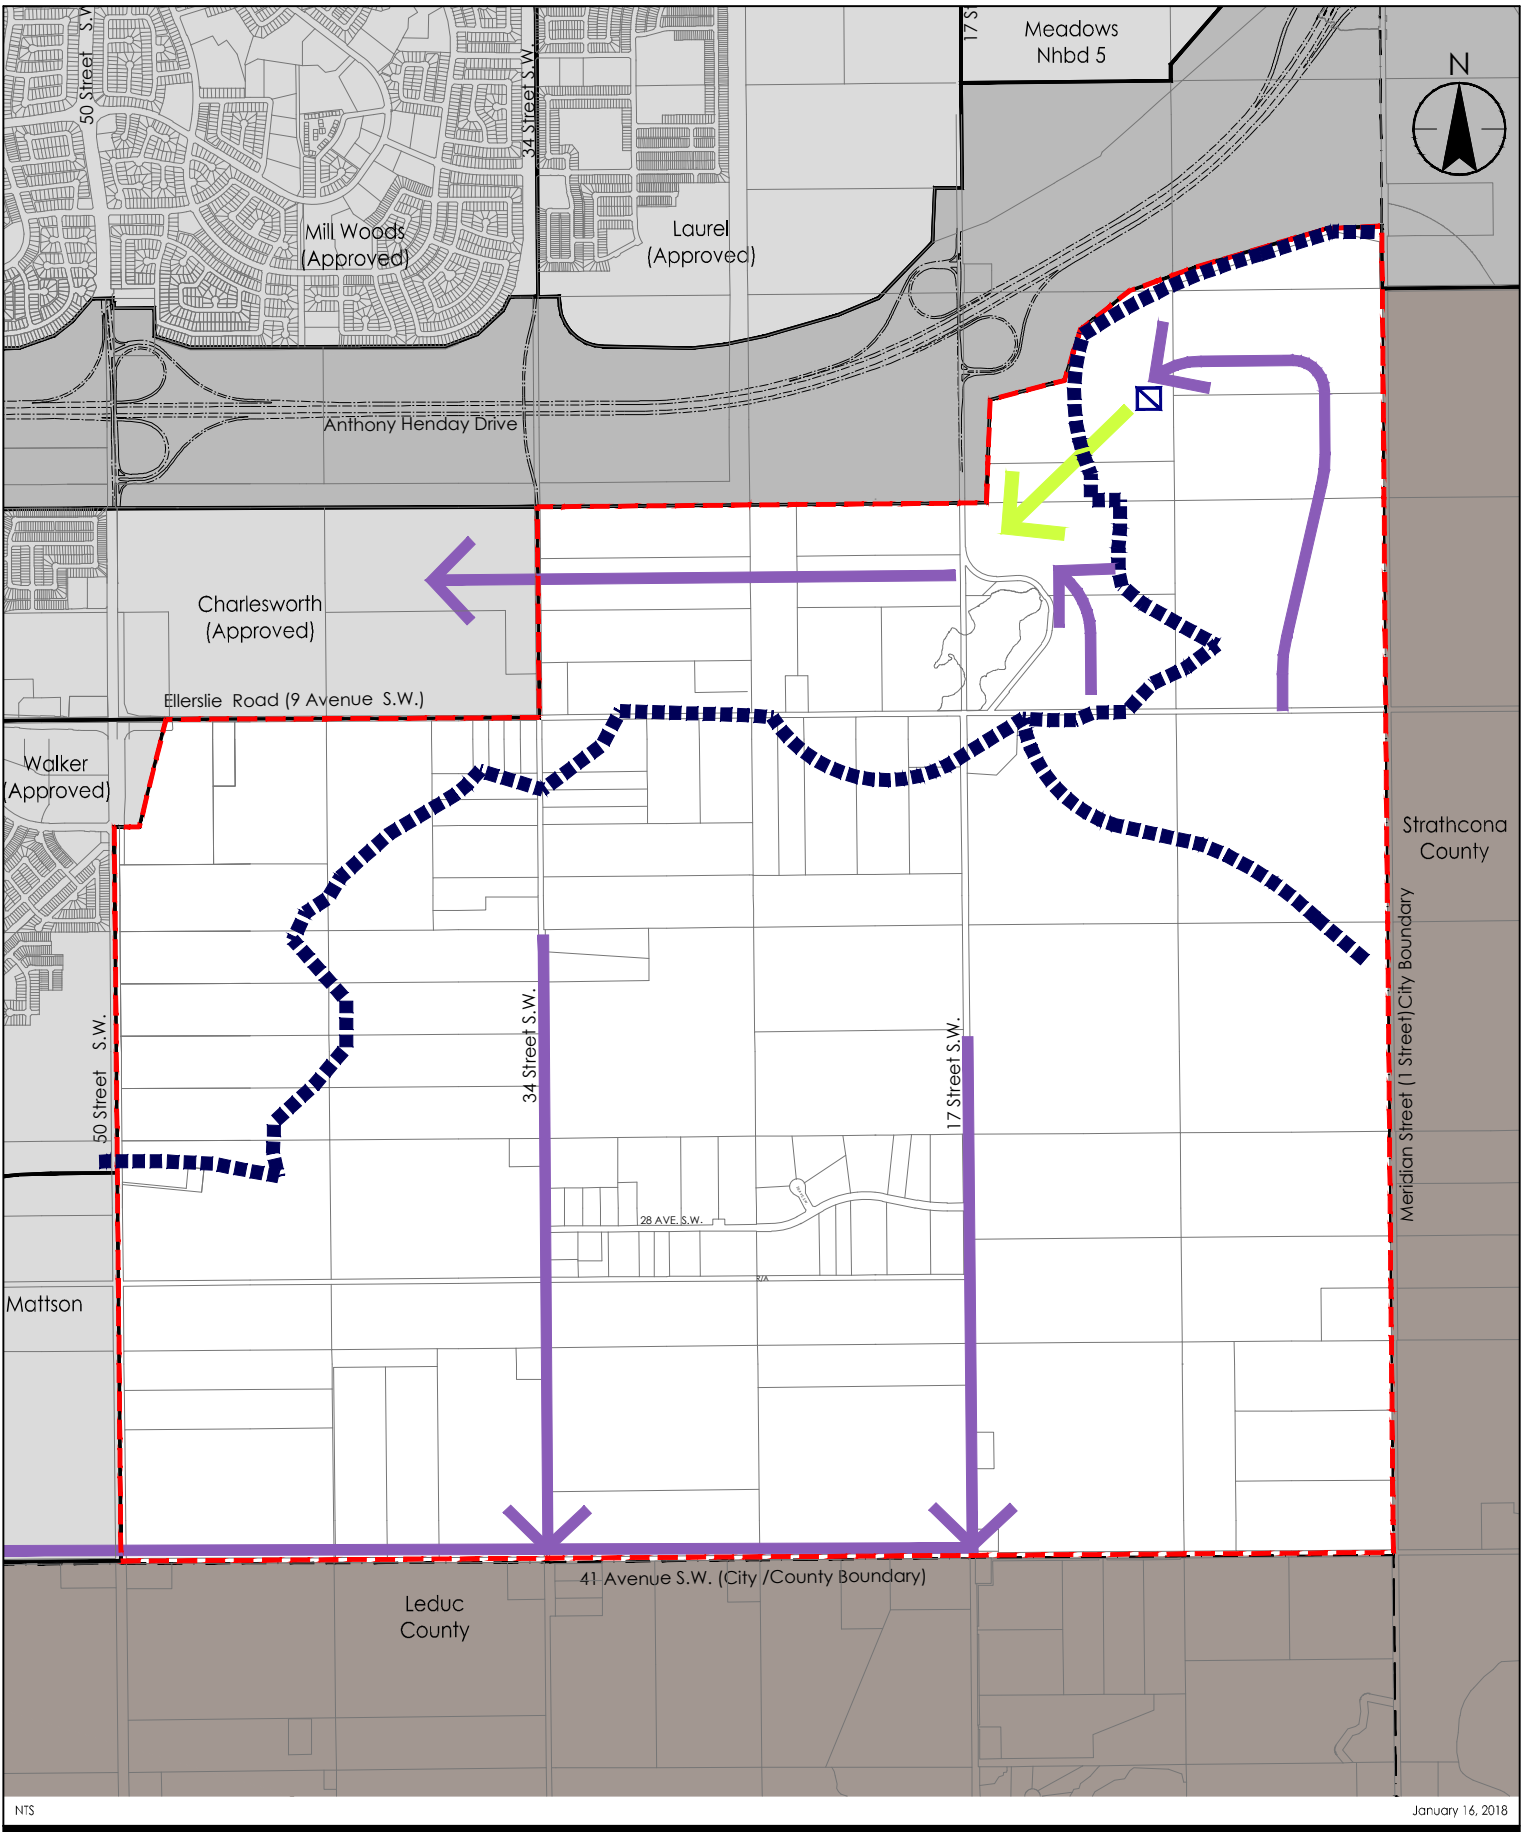 50 Street S.W
34 Street S.W.
17 St
Meadows
Nhbd 5
N
Mill Woods
(Approved)
Laurel
(Approved)
Anthony Henday Drive
Charlesworth
(Approved)
Ellerslie Road (9 Avenue S.W.)
Walker
(Approved)
Strathcona
County
Meridian Street (1 Street)City Boundary
50 Street S.W.
34 Street S.W.
17 Street S.W.
28 AVE. S.W.
R/A
Mattson
41 Avenue S.W. (City /County Boundary)
Leduc
County
NTS
January 16, 2018